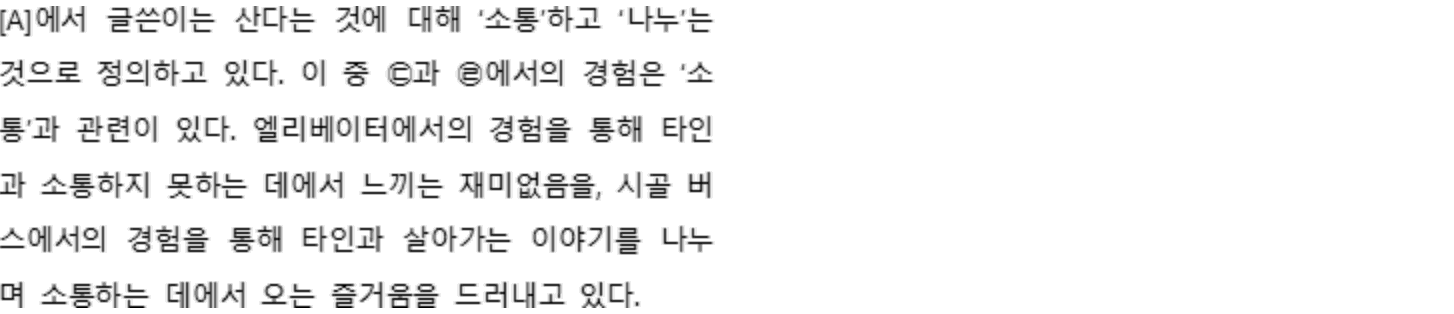 [A]에서 글쓴이는 산다는 것에 대해 ‘소통’하고 ‘나누’는
것으로 정의하고 있다. 이 중 ©과 @에서의 경험은 ‘소
통’과 관련이 있다. 엘리베이터에서의 경험을 통해 타인
과 소통하지 못하는 데에서 느끼는 재미없음을, 시골 버
스에서의 경험을 통해 타인과 살아가는 이야기를 나누
며 소통하는 데에서 오는 즐거움을 드러내고 있다.